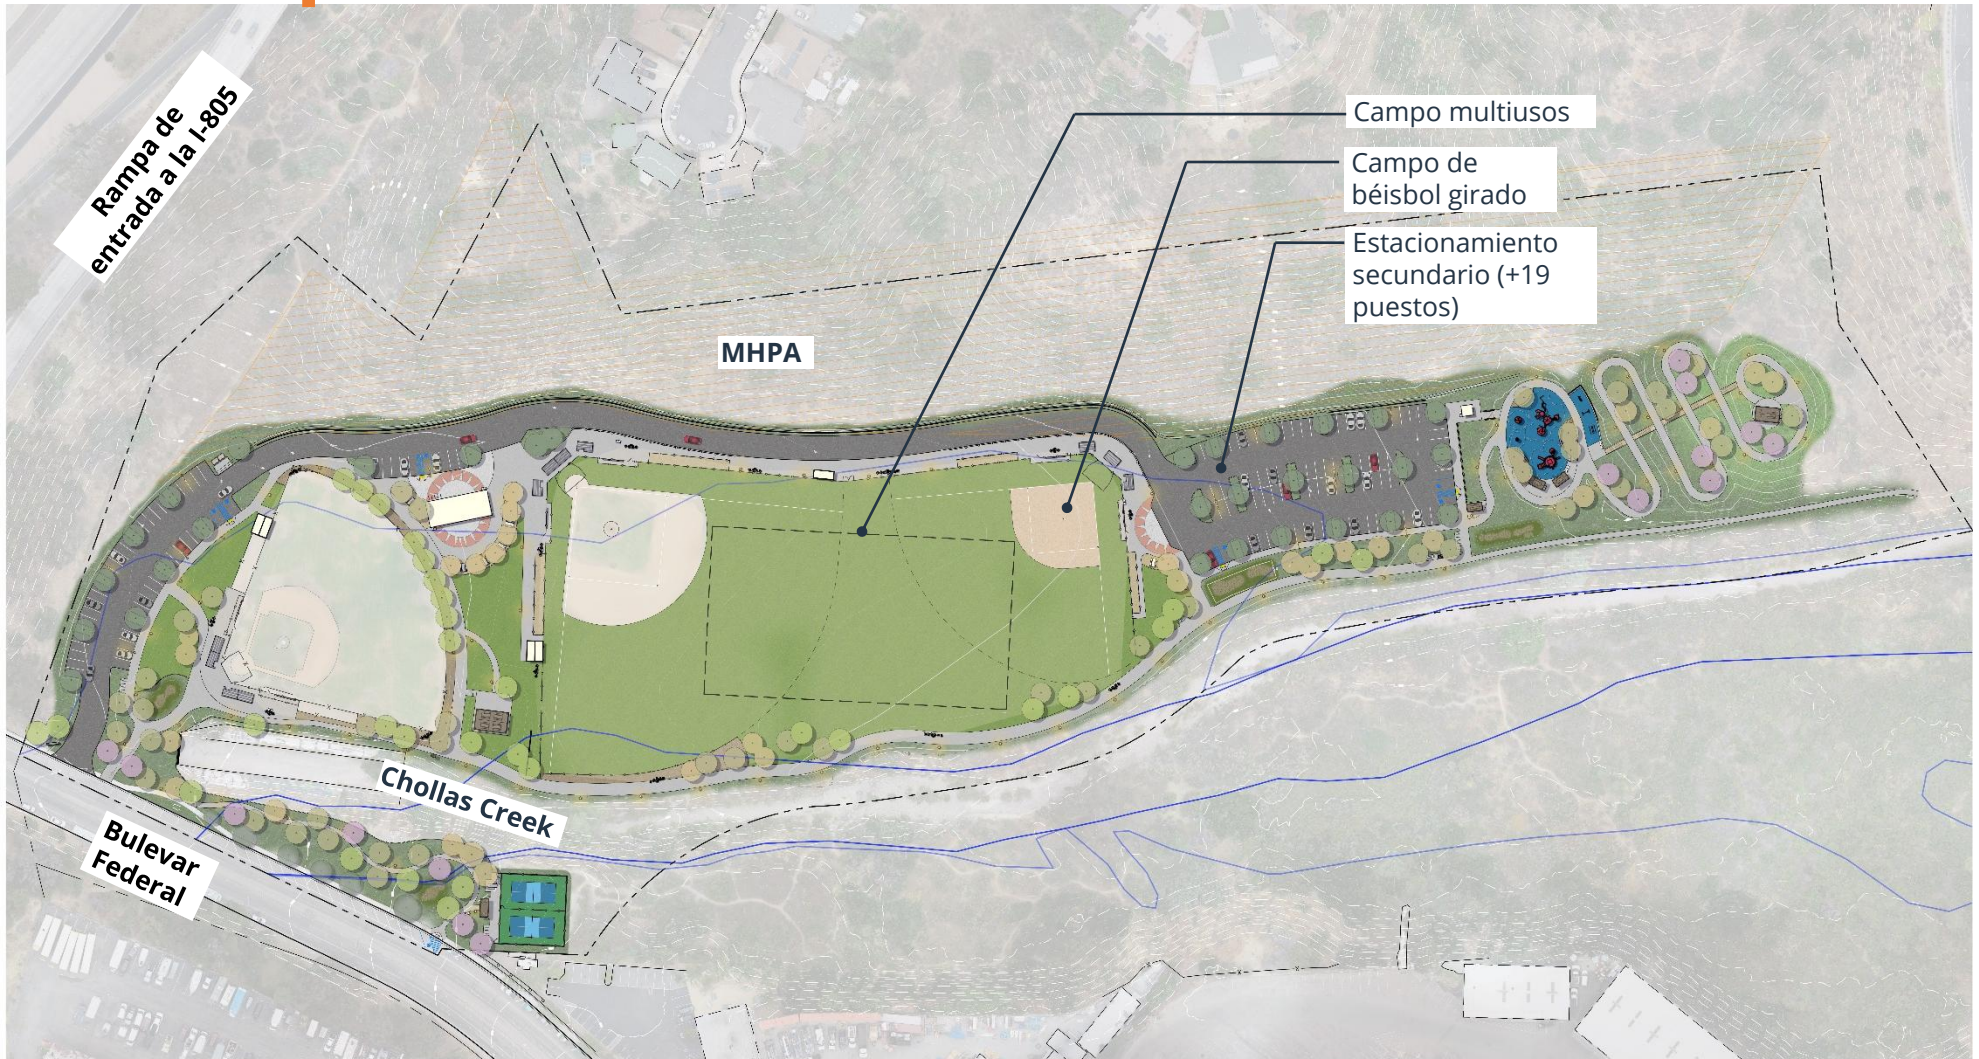 Rampa de
entrada a la I-805
Campo multiusos
Campo de
béisbol girado
Estacionamiento
secundario (+19
puestos)
MHPA
Chollas Creek
Bulevar
Federal